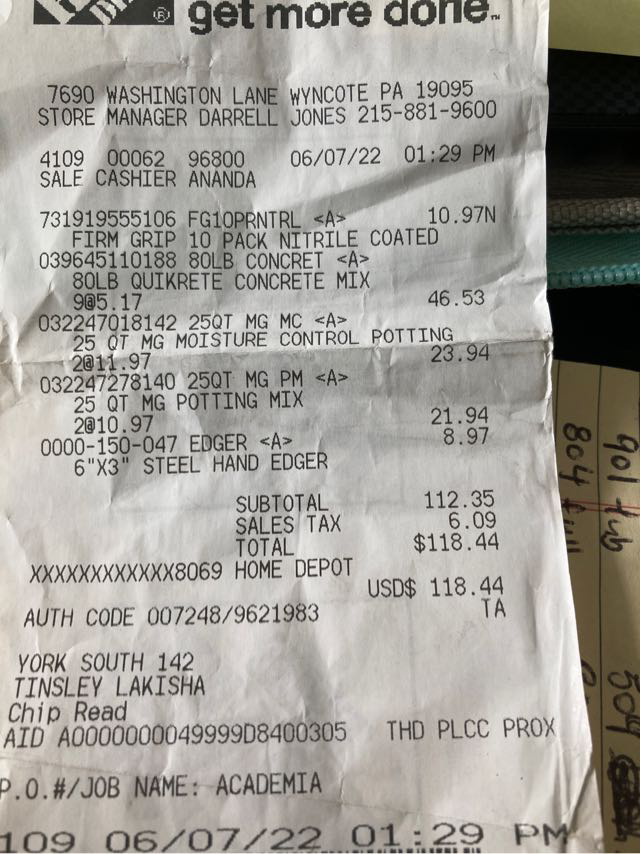 get more done.™
7690 WASHINGTON LANE WYNCOTE PA 19095
STORE MANAGER DARRELL JONES 215-881-9600
4109 00062 96800 06/07/22 01:29 PM
SALE CASHIER ANANDA
731919555106 FG10PRNTRL <A> 10.97N
FIRM GRIP 10 PACK NITRILE COATED
039645110188 80LB CONCRET <A>
80LB QUIKRETE CONCRETE MIX
9@5.17 46.53
032247018142 25QT MG MC <A>
25 QT MG MOISTURE CONTROL POTTING
2@11.97 23.94
032247278140 25QT MG PM <A>
25 QT MG POTTING MIX
2@10.97 21.94
0000-150-047 EDGER <A> 8.97
6"X3" STEEL HAND EDGER
SUBTOTAL 112.35
SALES TAX 6.09
TOTAL $118.44
XXXXXXXXXXXX8069 HOME DEPOT
USD$ 118.44
AUTH CODE 007248/9621983 TA
YORK SOUTH 142
TINSLEY LAKISHA
Chip Read
AID A0000000049999D8400305 THD PLCC PROX
P.O.#/JOB NAME: ACADEMIA
109 06/07/22 01:29 PM
901 tub
804
504